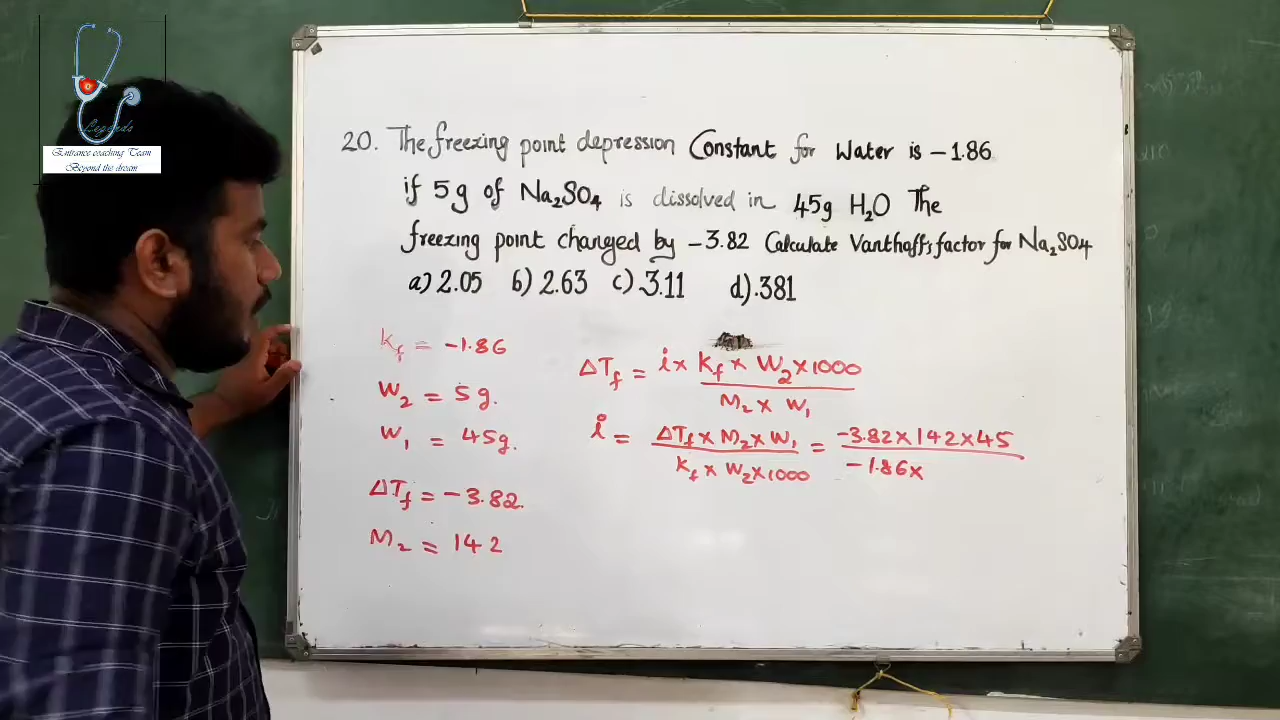 Legends
Entrance coaching Team
Beyond the dream
20. The freezing point depression Constant for Water is -1.86
if 5g of Na₂SO₄ is dissolved in 45g H₂O The
freezing point changed by -3.82 Calculate Vanthoffs factor for Na₂SO₄
a) 2.05 b) 2.63 c) 3.11 d) .381
Kf = -1.86
W₂ = 5g.
W₁ = 45g.
ΔTf = -3.82.
M₂ = 142
ΔTf = i × Kf × W₂ × 1000
M₂ × W₁
i = ΔTf × M₂ × W₁ = -3.82 × 142 × 45
Kf × W₂ × 1000 -1.86 ×